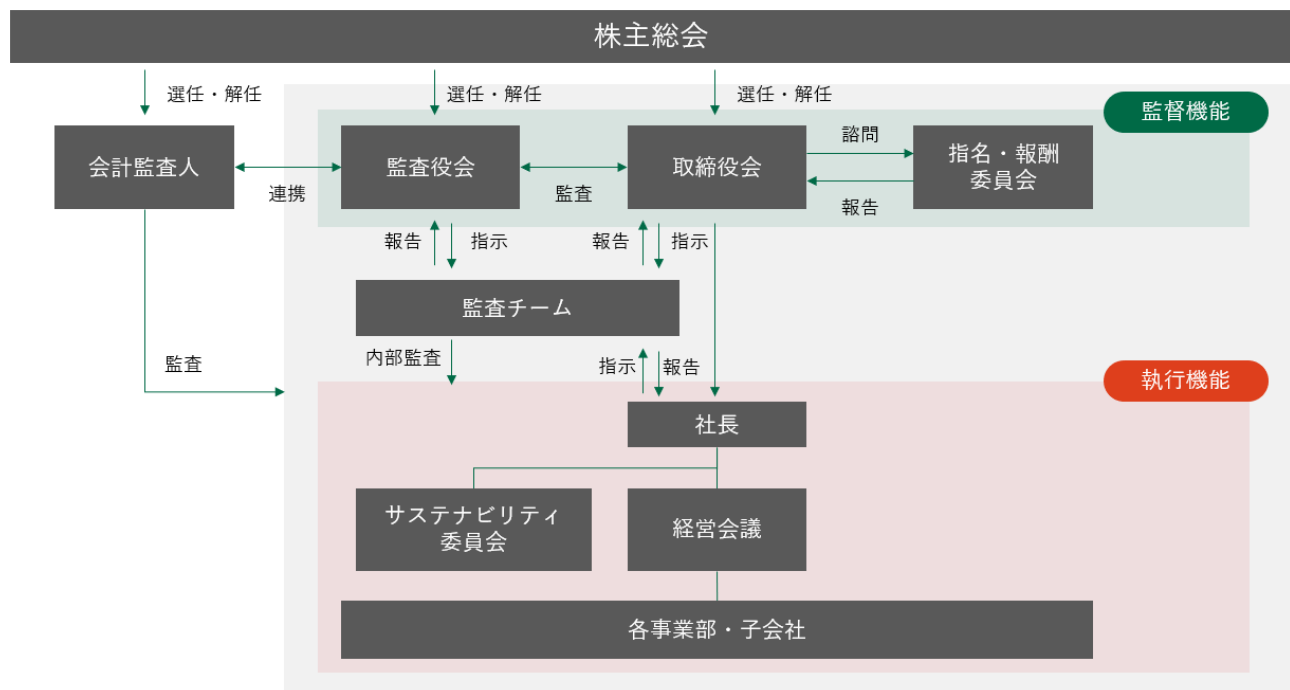 株主総会
選任・解任
選任・解任
選任・解任
監督機能
会計監査人
連携
監査役会
監査
取締役会
諮問
報告
指名・報酬
委員会
報告
指示
報告
指示
監査チーム
監査
内部監査
指示
報告
執行機能
社長
サステナビリティ
委員会
経営会議
各事業部・子会社